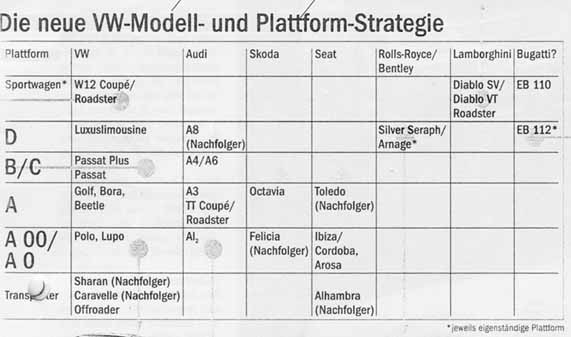 Die neue VW-Modell- und Plattform-Strategie
Plattform VW Audi Skoda Seat Rolls-Royce/ Lamborghini Bugatti?
Bentley
Sportwagen* W12 Coupé/ Diablo SV/ EB 110
Roadster Diablo VT
Roadster
D Luxuslimousine A8 Silver Seraph/ EB 112*
(Nachfolger) Arnage*
B/C Passat Plus A4/A6
Passat
A Golf, Bora, A3 Octavia Toledo
Beetle TT Coupé/ (Nachfolger)
Roadster
A 00/ Polo, Lupo Al₂ Felicia Ibiza/
A 0 (Nachfolger) Cordoba,
Arosa
Sharan (Nachfolger)
Caravelle (Nachfolger) Alhambra
Offroader (Nachfolger)
*jeweils eigenständige Plattform